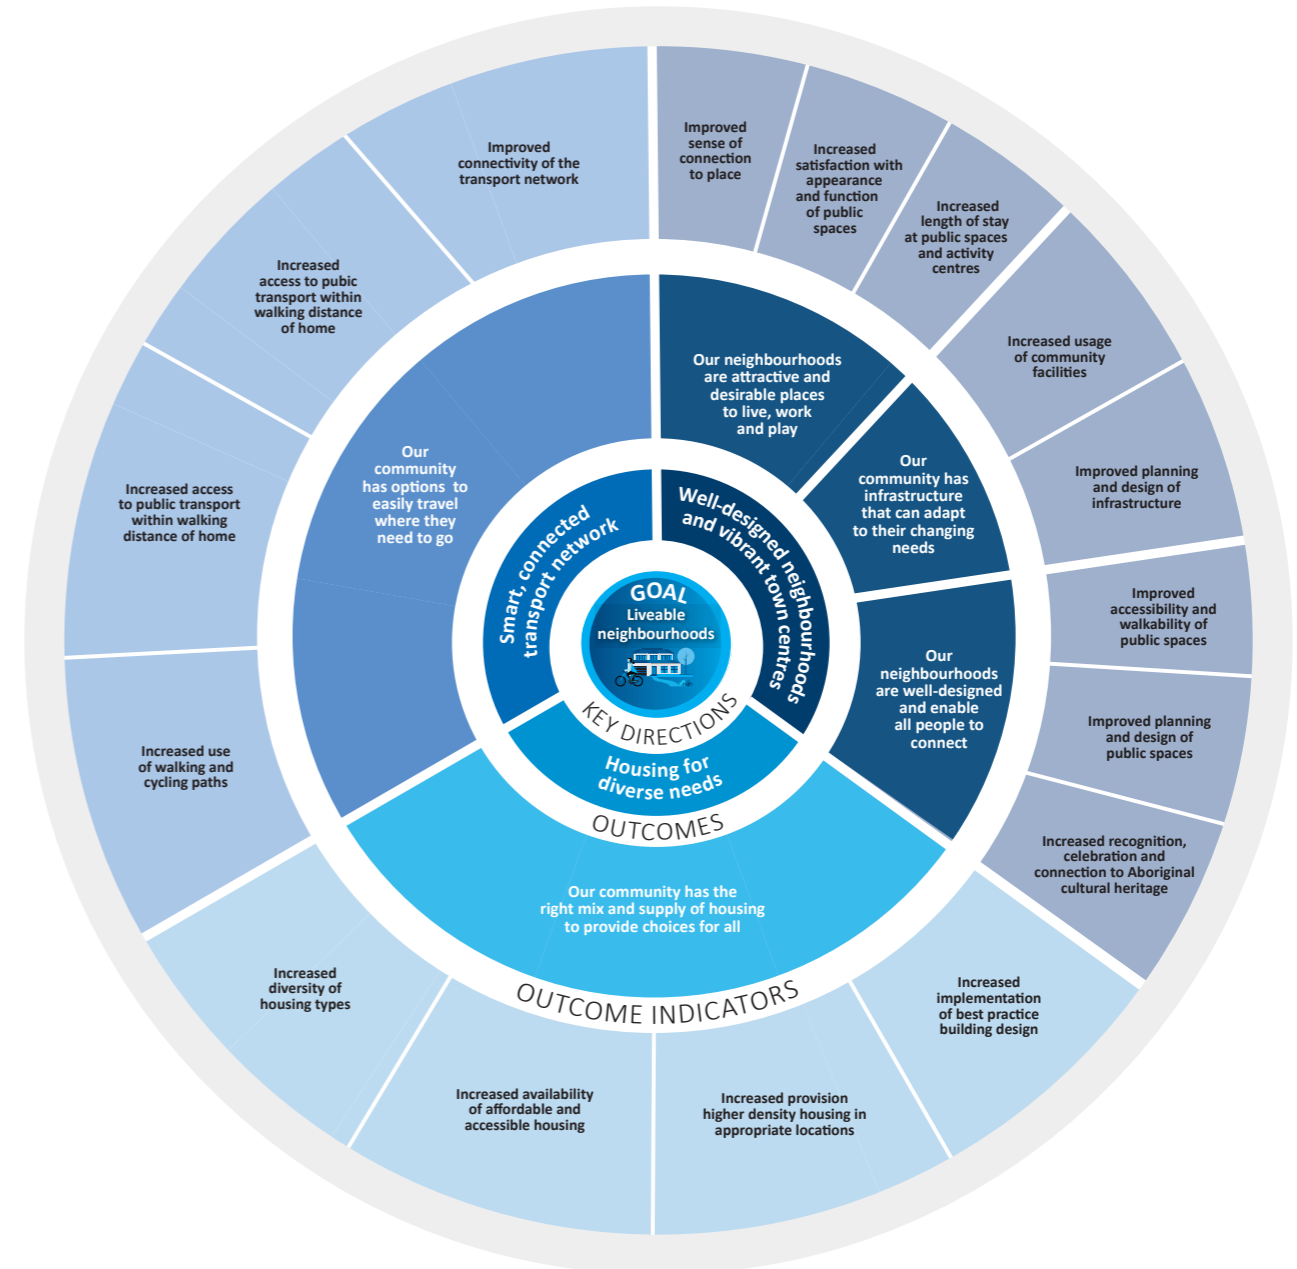 GOAL
Liveable
neighbourhoods
KEY DIRECTIONS
Smart, connected
transport network
Well-designed neighbourhoods
and vibrant town centres
Housing for
diverse needs
OUTCOMES
Our
community
has options to
easily travel
where they
need to go
Our neighbourhoods
are attractive and
desirable places
to live, work
and play
Our
community has
infrastructure
that can adapt
to their changing
needs
Our
neighbourhoods
are well-designed
and enable
all people to
connect
Our community has the
right mix and supply of housing
to provide choices for all
OUTCOME INDICATORS
Improved
connectivity of the
transport network
Increased
access to pubic
transport within
walking distance
of home
Increased access
to public transport
within walking
distance of home
Increased use
of walking and
cycling paths
Improved
sense of
connection
to place
Increased
satisfaction with
appearance
and function
of public
spaces
Increased
length of stay
at public spaces
and activity
centres
Increased usage
of community
facilities
Improved planning
and design of
infrastructure
Improved
accessibility and
walkability of
public spaces
Improved planning
and design of
public spaces
Increased recognition,
celebration and
connection to Aboriginal
cultural heritage
Increased
implementation
of best practice
building design
Increased provision
higher density housing in
appropriate locations
Increased availability
of affordable and
accessible housing
Increased
diversity of
housing types